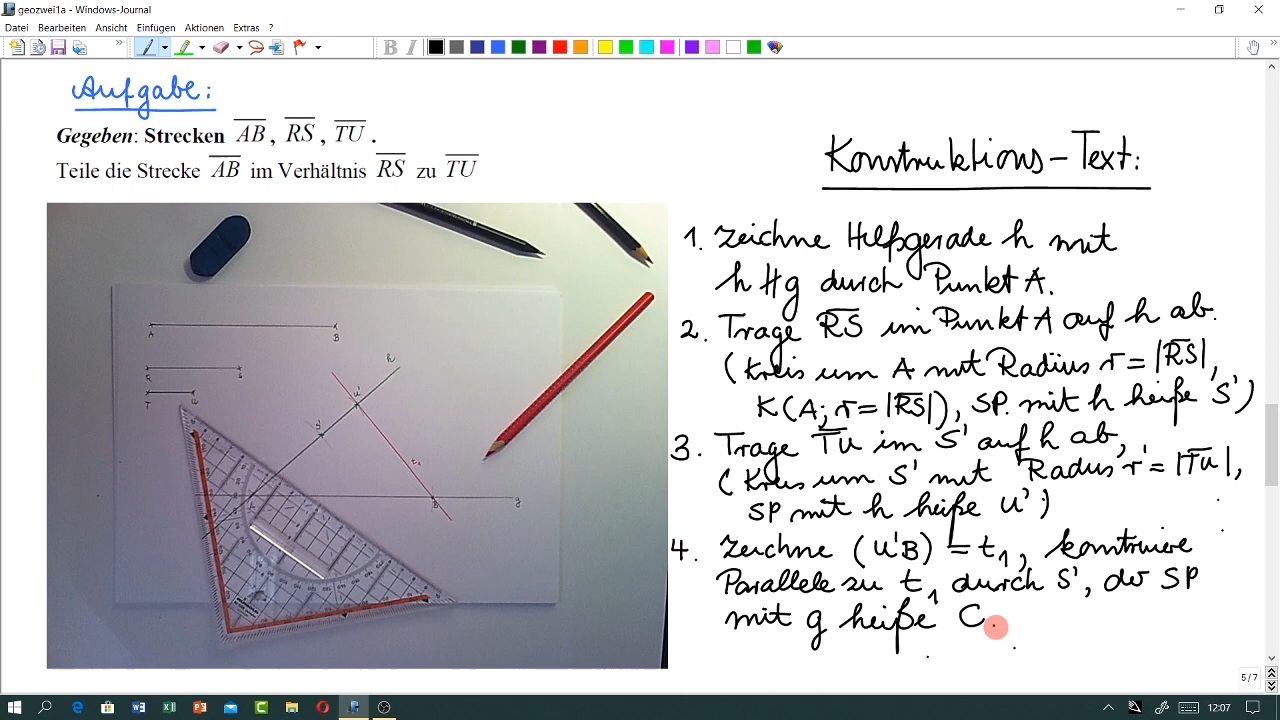 geozwei1a - Windows-Journal
Datei Bearbeiten Ansicht Einfügen Aktionen Extras ?
B I
Aufgabe:
Gegeben: Strecken AB, RS, TU.
Teile die Strecke AB im Verhältnis RS zu TU
A B
R S
T U
h
U'
S'
t₁
A
B g
Konstruktions-Text:
1. Zeichne Hilfsgerade h mit
h ∦ g durch Punkt A.
2. Trage RS im Punkt A auf h ab.
(Kreis um A mit Radius r = |RS|,
K(A; r = |RS|), SP. mit h heiße S')
3. Trage TU im S' auf h ab,
(Kreis um S' mit Radius r' = |TU|,
SP mit h heiße U')
4. Zeichne (U'B) = t₁, konstruiere
Parallele zu t₁ durch S', der SP
mit g heiße C.
5/7
12:07